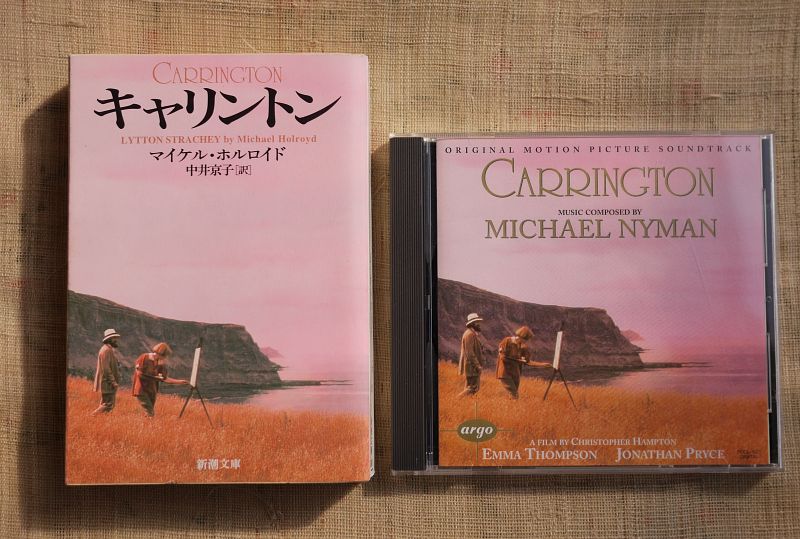 CARRINGTON
キャリントン
LYTTON STRACHEY by Michael Holroyd
マイケル・ホルロイド
中井京子[訳]
新潮文庫
ORIGINAL MOTION PICTURE SOUNDTRACK
CARRINGTON
MUSIC COMPOSED BY
MICHAEL NYMAN
argo
A FILM BY CHRISTOPHER HAMPTON
EMMA THOMPSON JONATHAN PRYCE